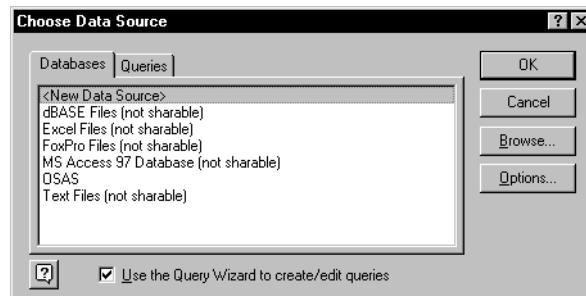 Choose Data Source
Databases
Queries
<New Data Source>
dBASE Files (not sharable)
Excel Files (not sharable)
FoxPro Files (not sharable)
MS Access 97 Database (not sharable)
OSAS
Text Files (not sharable)
OK
Cancel
Browse...
Options...
Use the Query Wizard to create/edit queries